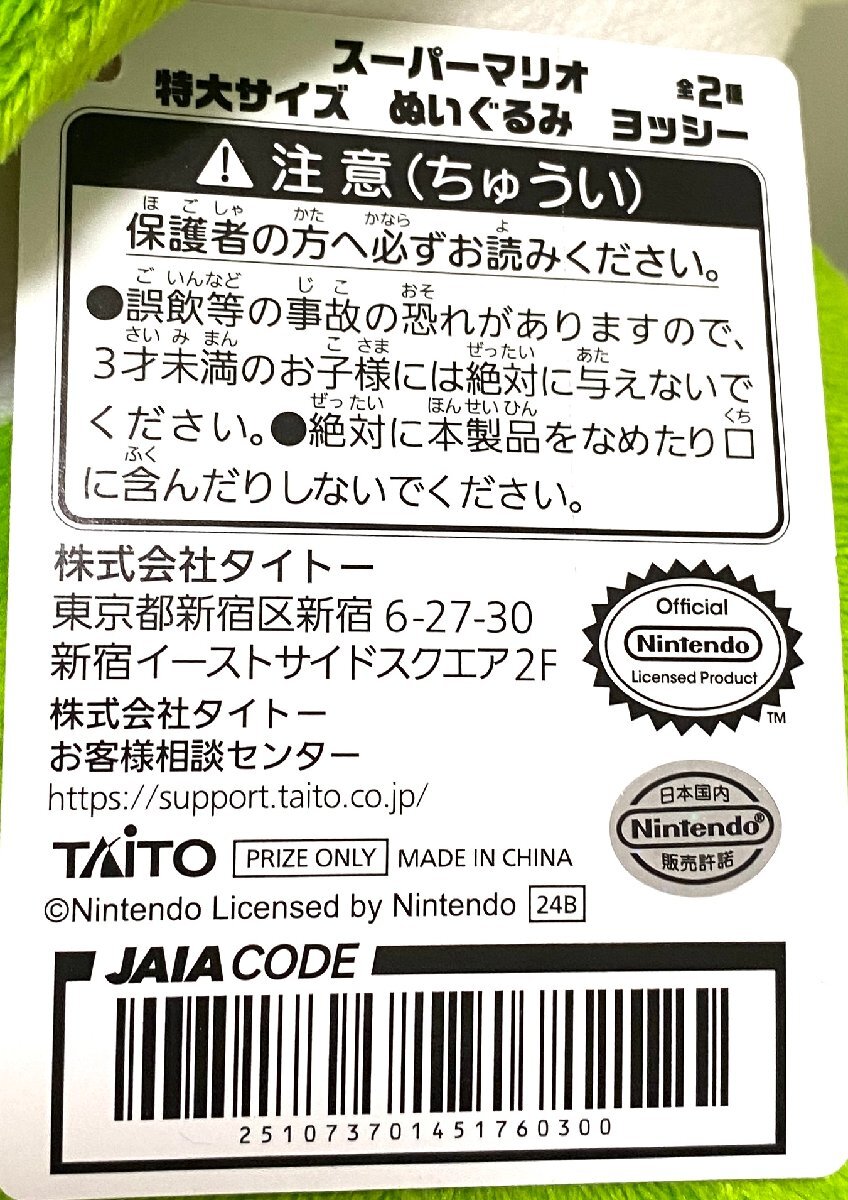 スーパーマリオ 全2種
特大サイズ ぬいぐるみ ヨッシー
注意(ちゅうい)
保護者の方へ必ずお読みください。
●誤飲等の事故の恐れがありますので、
3才未満のお子様には絶対に与えないで
ください。●絶対に本製品をなめたり口
に含んだりしないでください。
株式会社タイトー
東京都新宿区新宿 6-27-30
新宿イーストサイドスクエア2F
株式会社タイトー
お客様相談センター
https://support.taito.co.jp/
Official
Nintendo
Licensed Product
TM
日本国内
Nintendo®
販売許諾
TAITO PRIZE ONLY MADE IN CHINA
©Nintendo Licensed by Nintendo 24B
JAIA CODE
251073701451760300